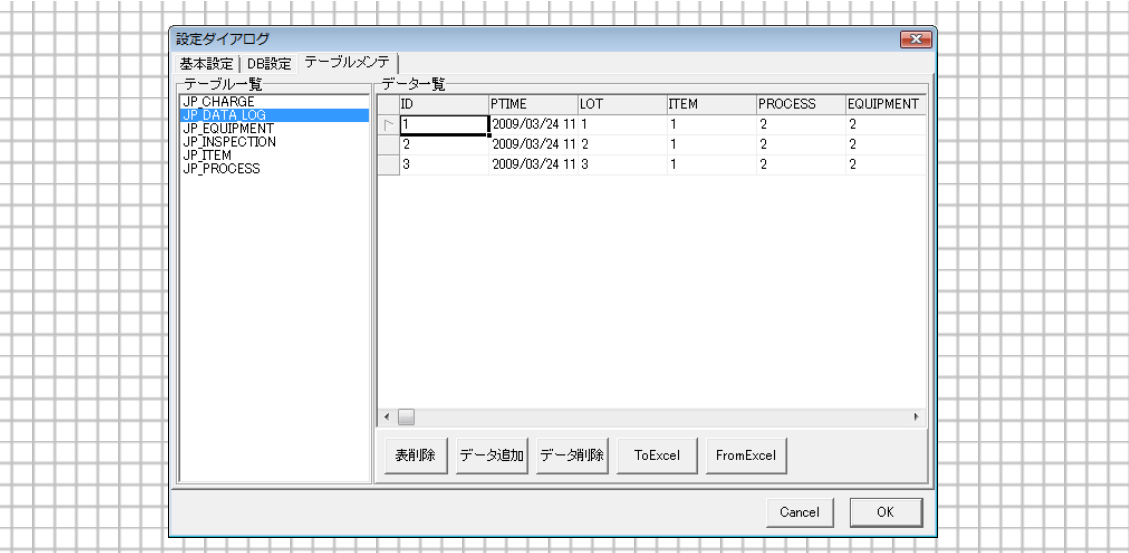 設定ダイアログ
基本設定 DB設定 テーブルメンテ
テーブル一覧
JP_CHARGE
JP_DATA_LOG
JP_EQUIPMENT
JP_INSPECTION
JP_ITEM
JP_PROCESS
データ一覧
ID PTIME LOT ITEM PROCESS EQUIPMENT
1 2009/03/24 11 1 1 2 2
2 2009/03/24 11 2 1 2 2
3 2009/03/24 11 3 1 2 2
表削除 データ追加 データ削除 ToExcel FromExcel
Cancel OK